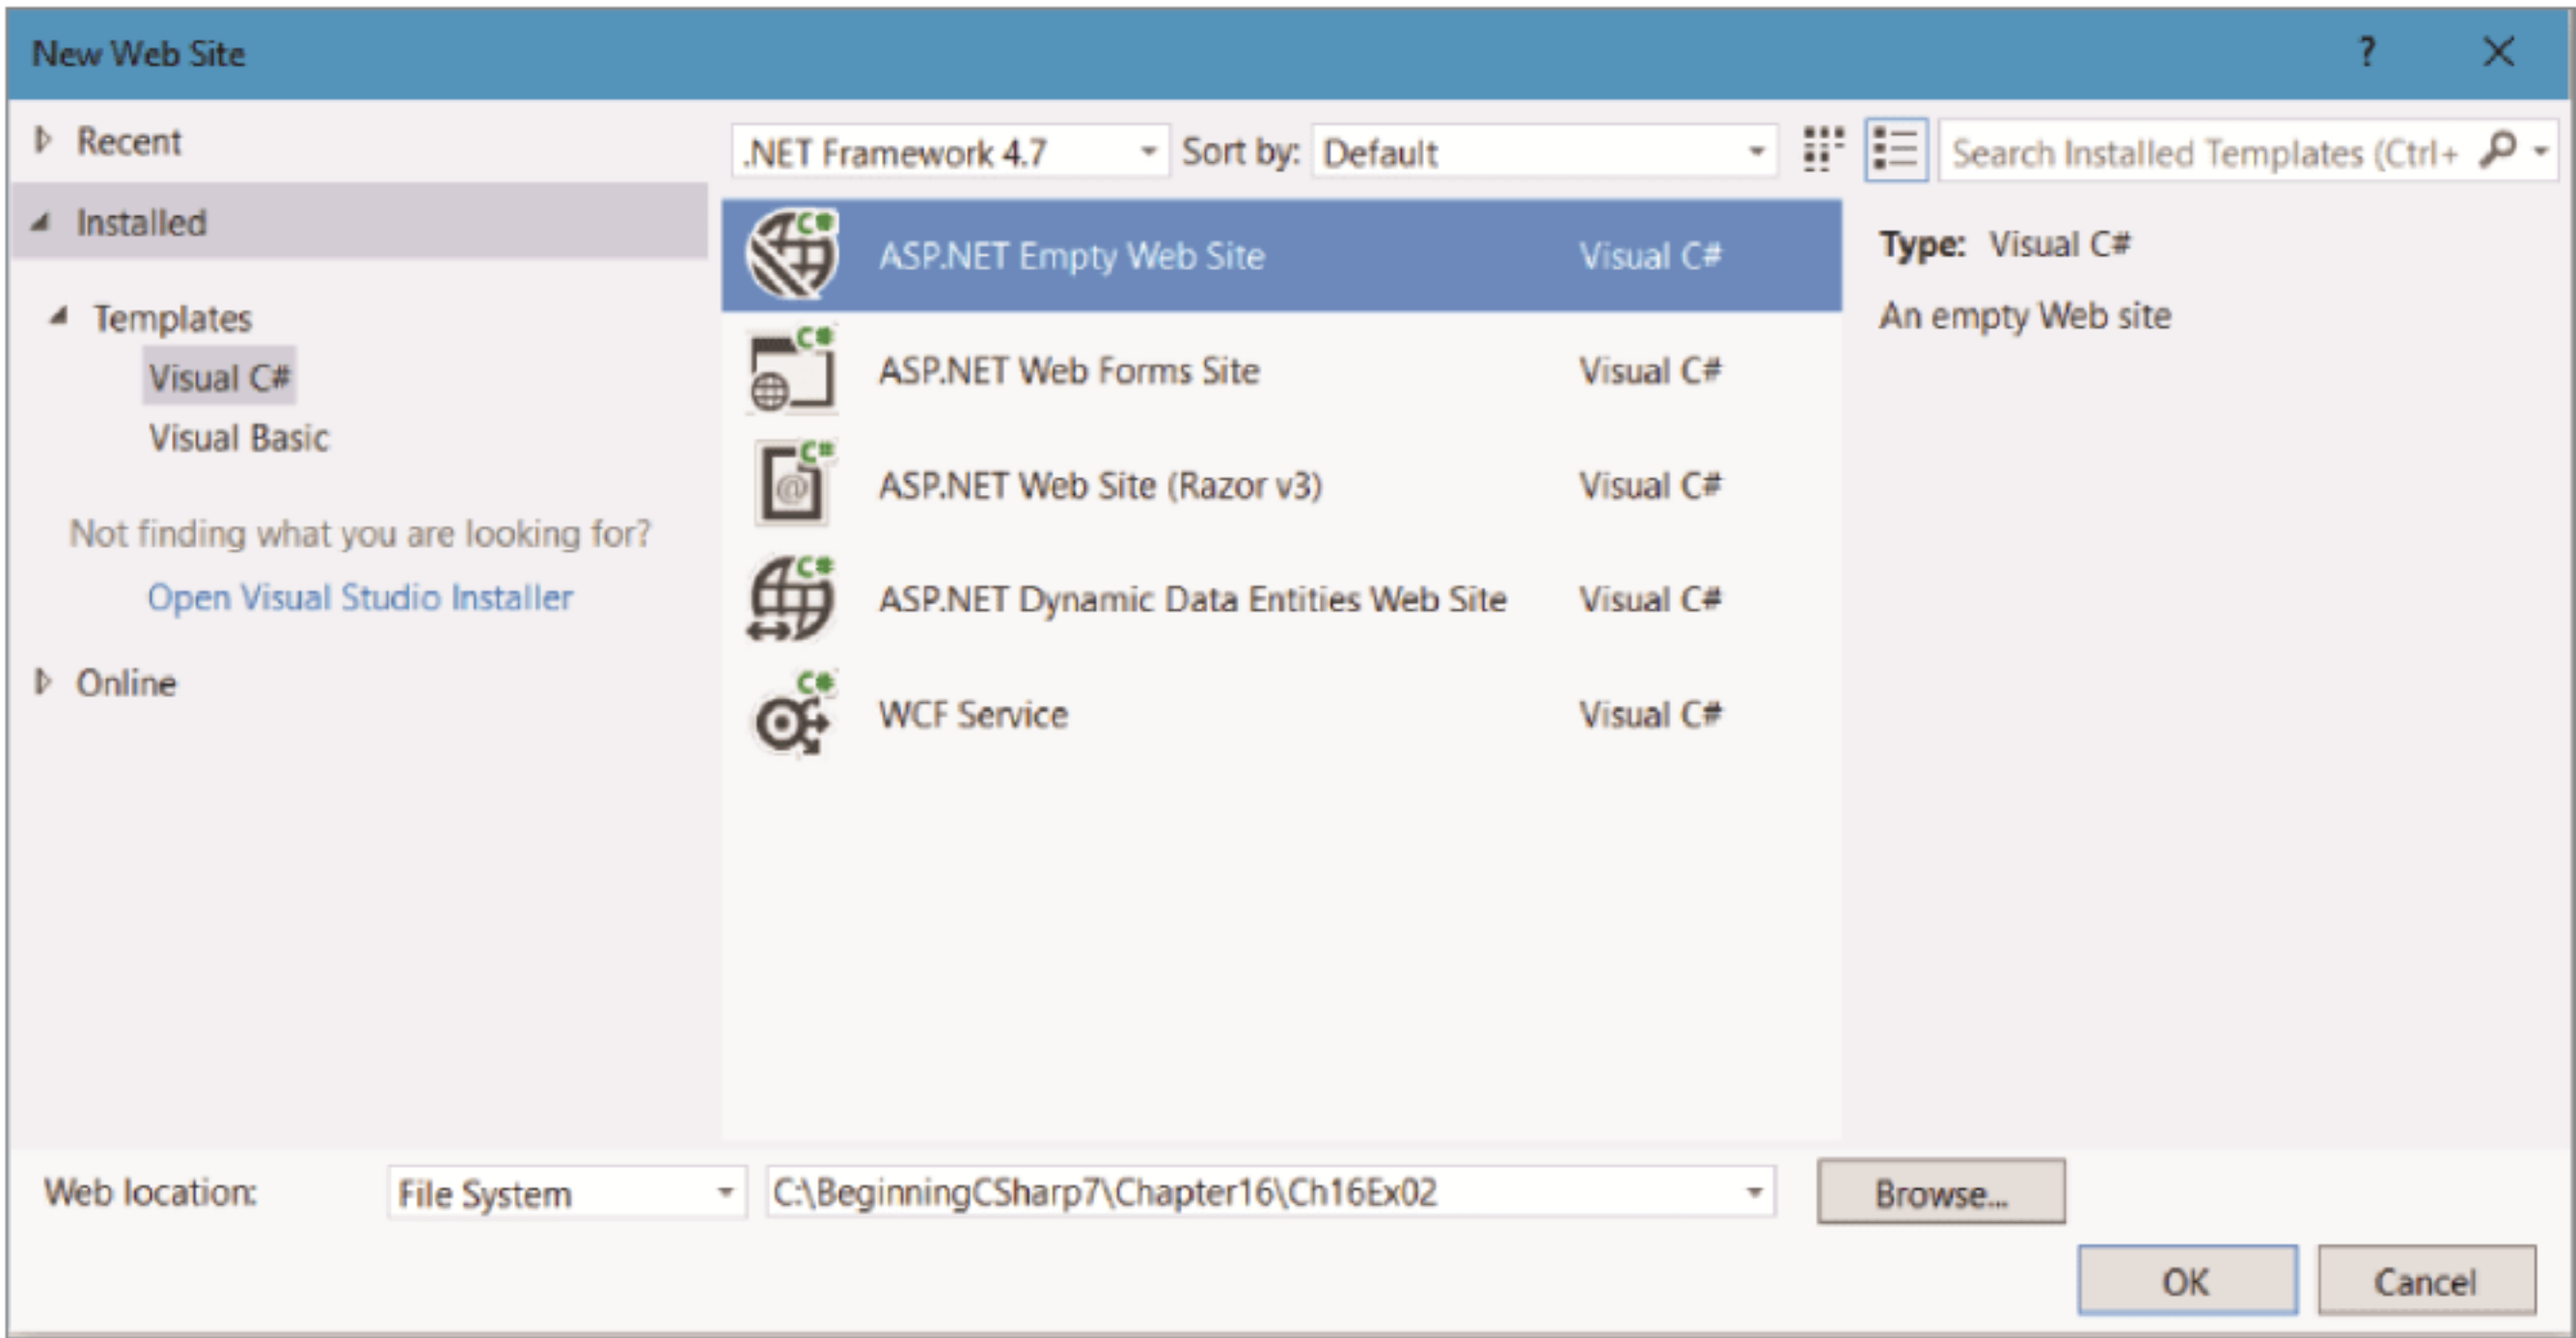 New Web Site ?
Recent
Installed
Templates
Visual C#
Visual Basic
Not finding what you are looking for?
Open Visual Studio Installer
Online
.NET Framework 4.7 Sort by: Default Search Installed Templates (Ctrl+
C# ASP.NET Empty Web Site Visual C#
C# ASP.NET Web Forms Site Visual C#
C# @ ASP.NET Web Site (Razor v3) Visual C#
C# ASP.NET Dynamic Data Entities Web Site Visual C#
C# WCF Service Visual C#
Type: Visual C#
An empty Web site
Web location: File System C:\BeginningCSharp7\Chapter16\Ch16Ex02 Browse...
OK Cancel